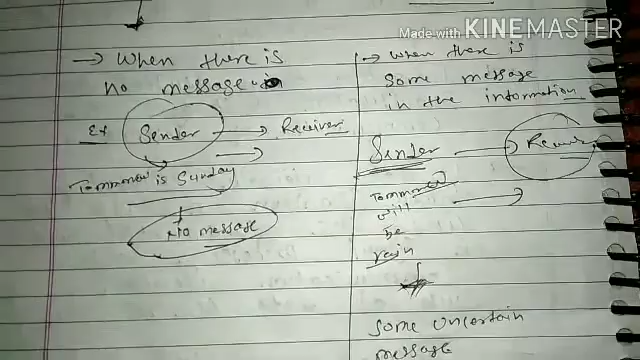 Made with KINEMASTER
→ when there is
no message
Ex Sender → Receiver
Tommorow is Sunday
No message
→ when there is
some message
in the information
Sender → Receiver
Tommorow
will
be
rain
some uncertain
message